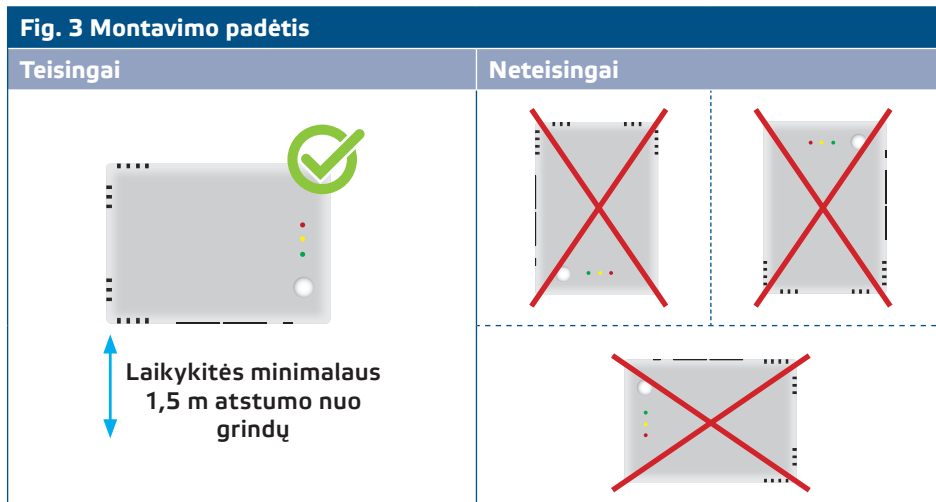 Fig. 3 Montavimo padėtis
Teisingai
Neteisingai
Laikykitės minimalaus
1,5 m atstumo nuo
grindų